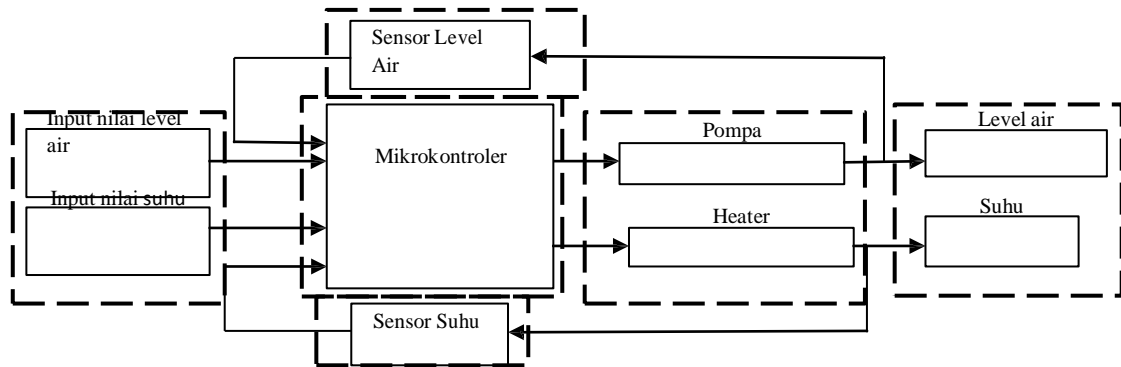 Sensor Level
Air
Input nilai level
air
Mikrokontroler
Pompa
Level air
Input nilai suhu
Heater
Suhu
Sensor Suhu